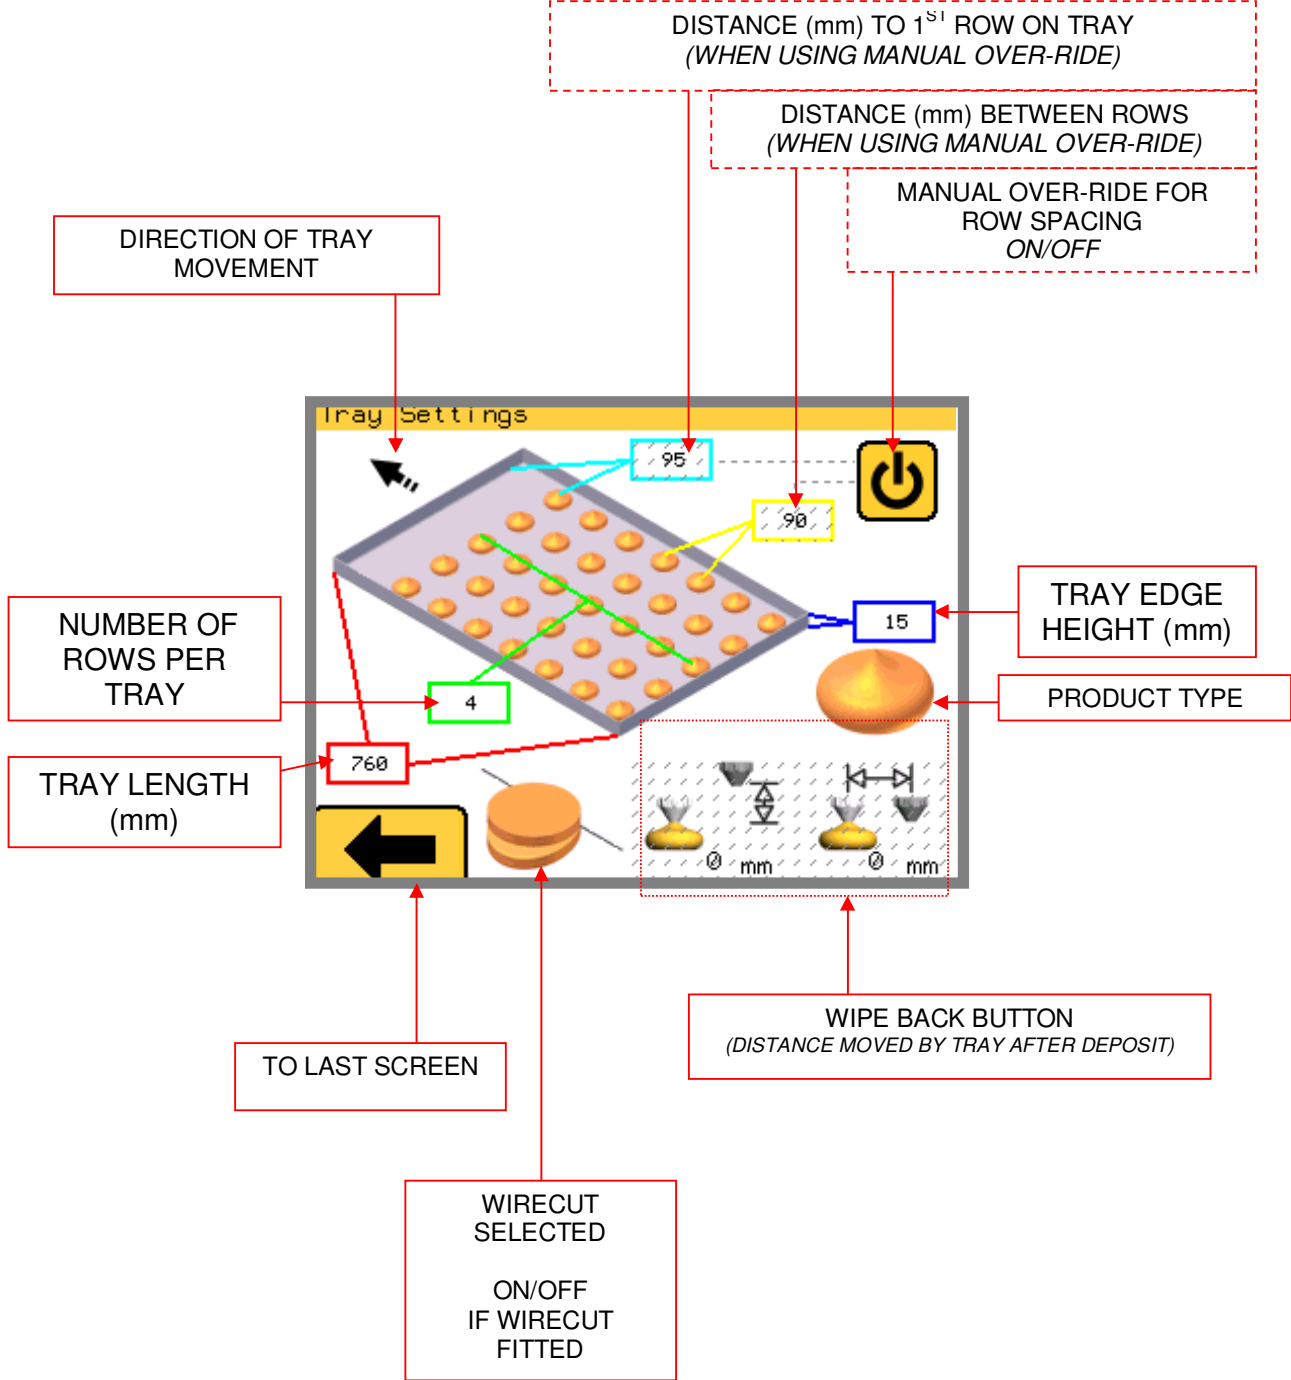 DISTANCE (mm) TO 1ST ROW ON TRAY
(WHEN USING MANUAL OVER-RIDE)
DISTANCE (mm) BETWEEN ROWS
(WHEN USING MANUAL OVER-RIDE)
MANUAL OVER-RIDE FOR
ROW SPACING
ON/OFF
DIRECTION OF TRAY
MOVEMENT
Tray Settings
95
90
15
4
760
0 mm
0 mm
TRAY EDGE
HEIGHT (mm)
NUMBER OF
ROWS PER
TRAY
PRODUCT TYPE
TRAY LENGTH
(mm)
WIPE BACK BUTTON
(DISTANCE MOVED BY TRAY AFTER DEPOSIT)
TO LAST SCREEN
WIRECUT
SELECTED
ON/OFF
IF WIRECUT
FITTED